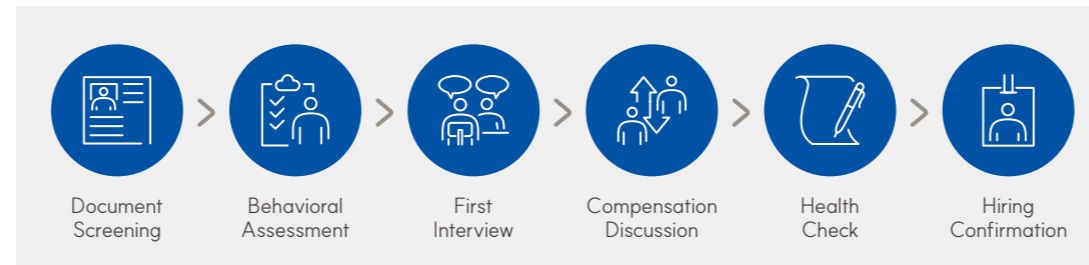 Document
Screening
Behavioral
Assessment
First
Interview
Compensation
Discussion
Health
Check
Hiring
Confirmation